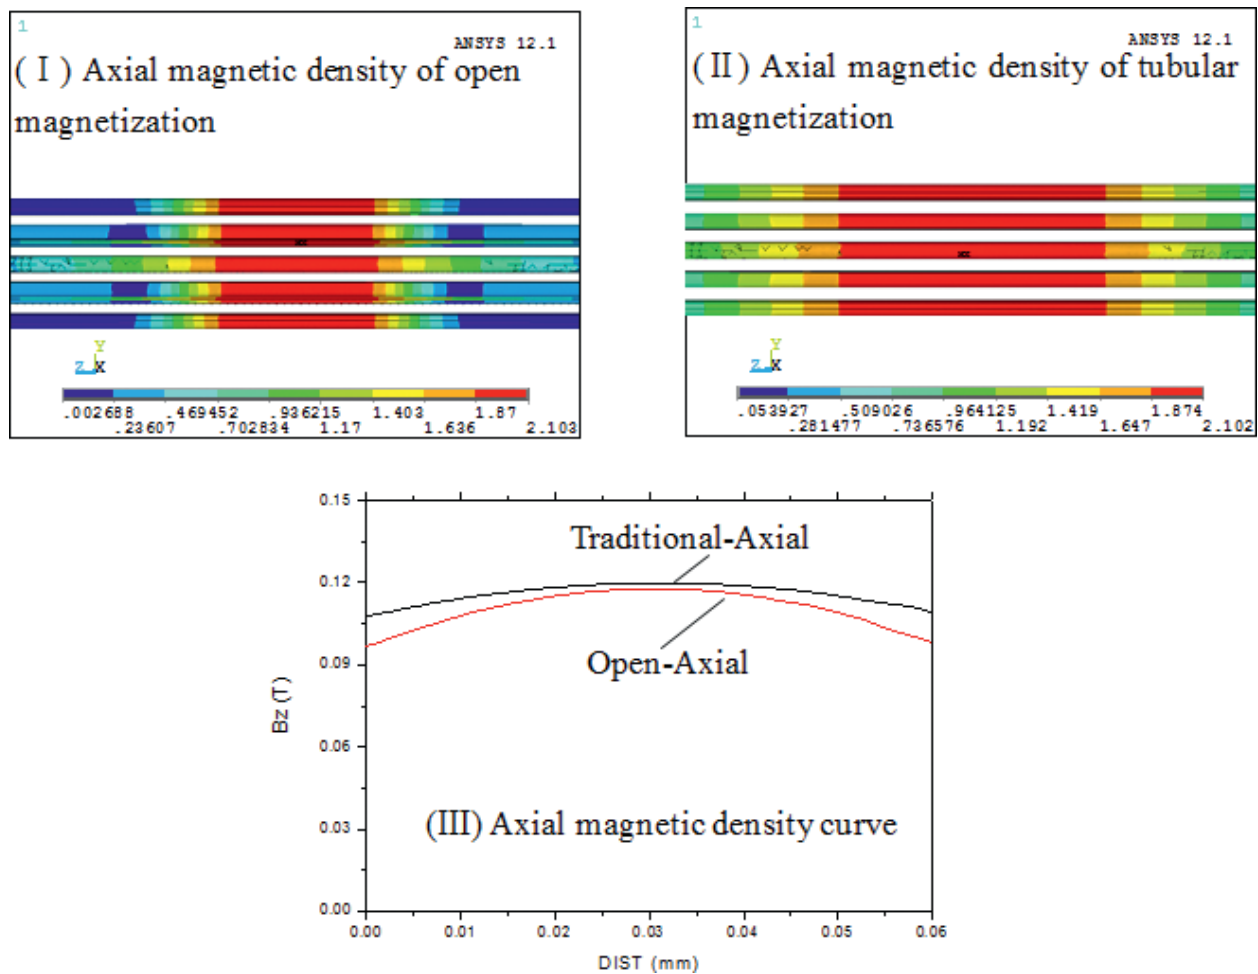 1
ANSYS 12.1
(Ⅰ) Axial magnetic density of open
magnetization
Y
Z X
MX
.002688 .469452 .936215 1.403 1.87
.23607 .702834 1.17 1.636 2.103
1
ANSYS 12.1
(Ⅱ) Axial magnetic density of tubular
magnetization
MX
Y
Z X
.053927 .509026 .964125 1.419 1.874
.281477 .736576 1.192 1.647 2.102
0.15
0.12
0.09
0.06
0.03
0.00
Bz (T)
Traditional-Axial
Open-Axial
(III) Axial magnetic density curve
0.00 0.01 0.02 0.03 0.04 0.05 0.06
DIST (mm)